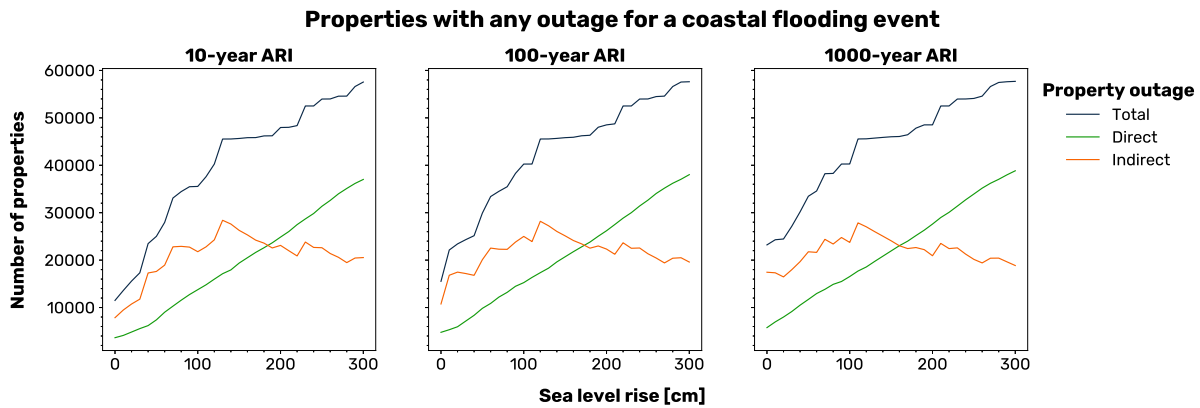 Properties with any outage for a coastal flooding event
10-year ARI
100-year ARI
1000-year ARI
Number of properties
60000
50000
40000
30000
20000
10000
0 100 200 300
0 100 200 300
0 100 200 300
Sea level rise [cm]
Property outage
Total
Direct
Indirect